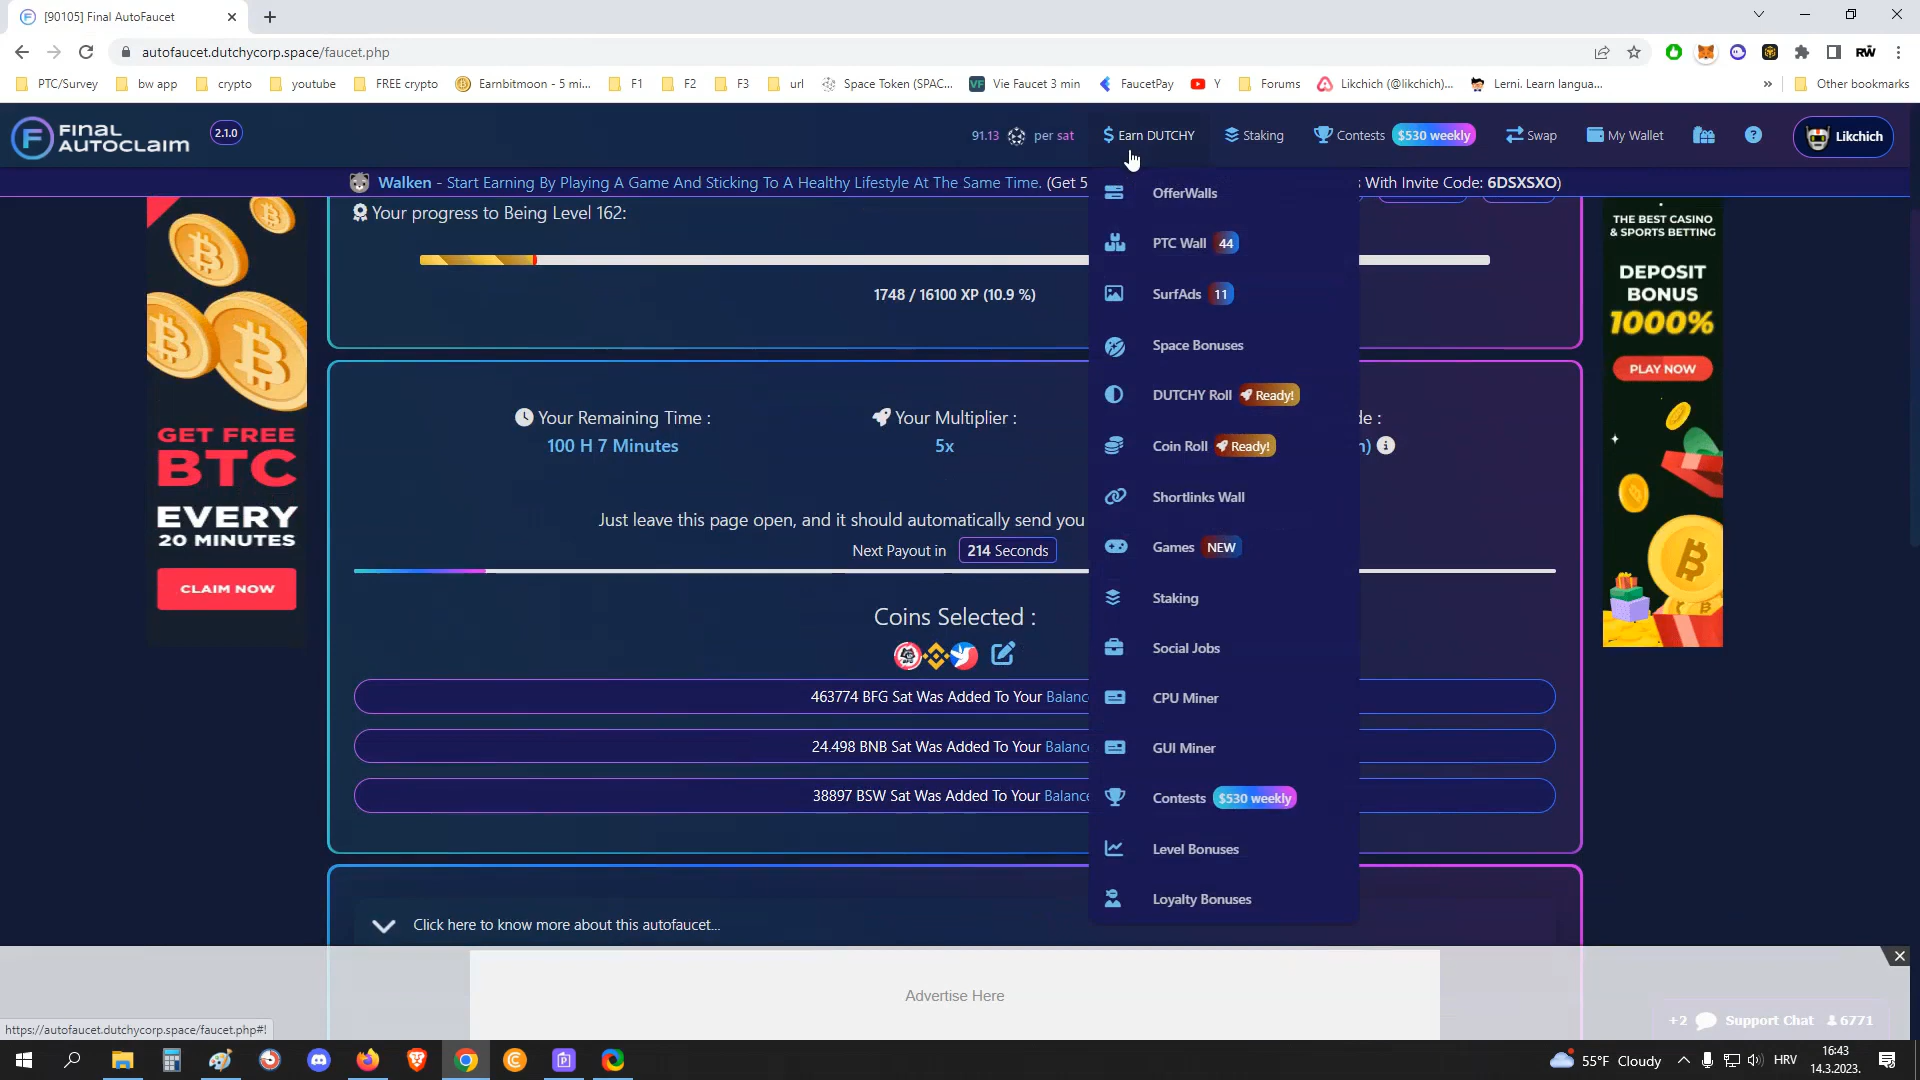 [90105] Final AutoFaucet
autofaucet.dutchycorp.space/faucet.php
PTC/Survey
bw app
crypto
youtube
FREE crypto
Earnbitmoon - 5 mi...
F1
F2
F3
url
Space Token (SPAC...
Vie Faucet 3 min
FaucetPay
Y
Forums
Likchich (@likchich)...
Lerni. Learn langua...
»
Other bookmarks
FINAL
AUTOCLAIM
2.1.0
91.13 per sat
Earn DUTCHY
Staking
Contests $530 weekly
Swap
My Wallet
Likchich
Walken - Start Earning By Playing A Game And Sticking To A Healthy Lifestyle At The Same Time. (Get 5
s With Invite Code: 6DSXSXO)
Your progress to Being Level 162:
1748 / 16100 XP (10.9 %)
Your Remaining Time :
100 H 7 Minutes
Your Multiplier :
5x
de :
n)
Just leave this page open, and it should automatically send you
Next Payout in 214 Seconds
Coins Selected :
463774 BFG Sat Was Added To Your Balanc
24.498 BNB Sat Was Added To Your Balanc
38897 BSW Sat Was Added To Your Balance
Click here to know more about this autofaucet...
OfferWalls
PTC Wall 44
SurfAds 11
Space Bonuses
DUTCHY Roll Ready!
Coin Roll Ready!
Shortlinks Wall
Games NEW
Staking
Social Jobs
CPU Miner
GUI Miner
Contests $530 weekly
Level Bonuses
Loyalty Bonuses
GET FREE
BTC
EVERY
20 MINUTES
CLAIM NOW
THE BEST CASINO
& SPORTS BETTING
DEPOSIT
BONUS
1000%
PLAY NOW
Advertise Here
+2 Support Chat 6771
https://autofaucet.dutchycorp.space/faucet.php#!
55°F Cloudy
HRV
16:43
14.3.2023.